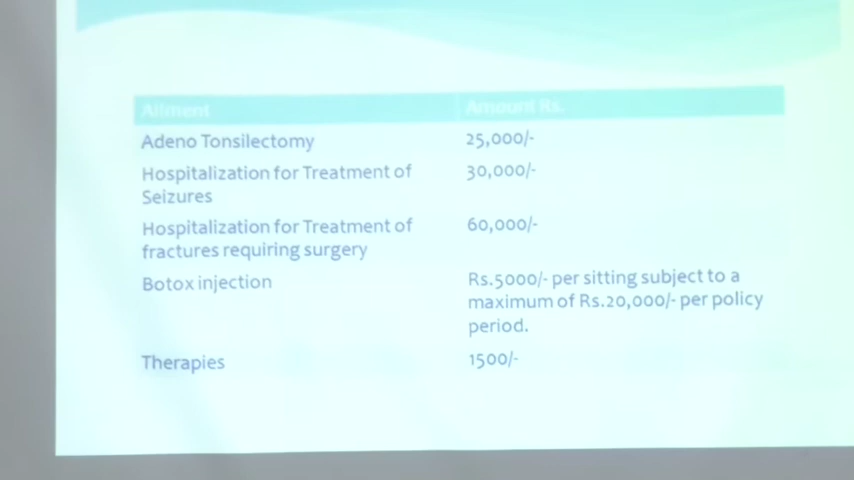 Ailment Amount Rs.
Adeno Tonsilectomy 25,000/-
Hospitalization for Treatment of 30,000/-
Seizures
Hospitalization for Treatment of 60,000/-
fractures requiring surgery
Botox injection Rs.5000/- per sitting subject to a
maximum of Rs.20,000/- per policy
period.
Therapies 1500/-